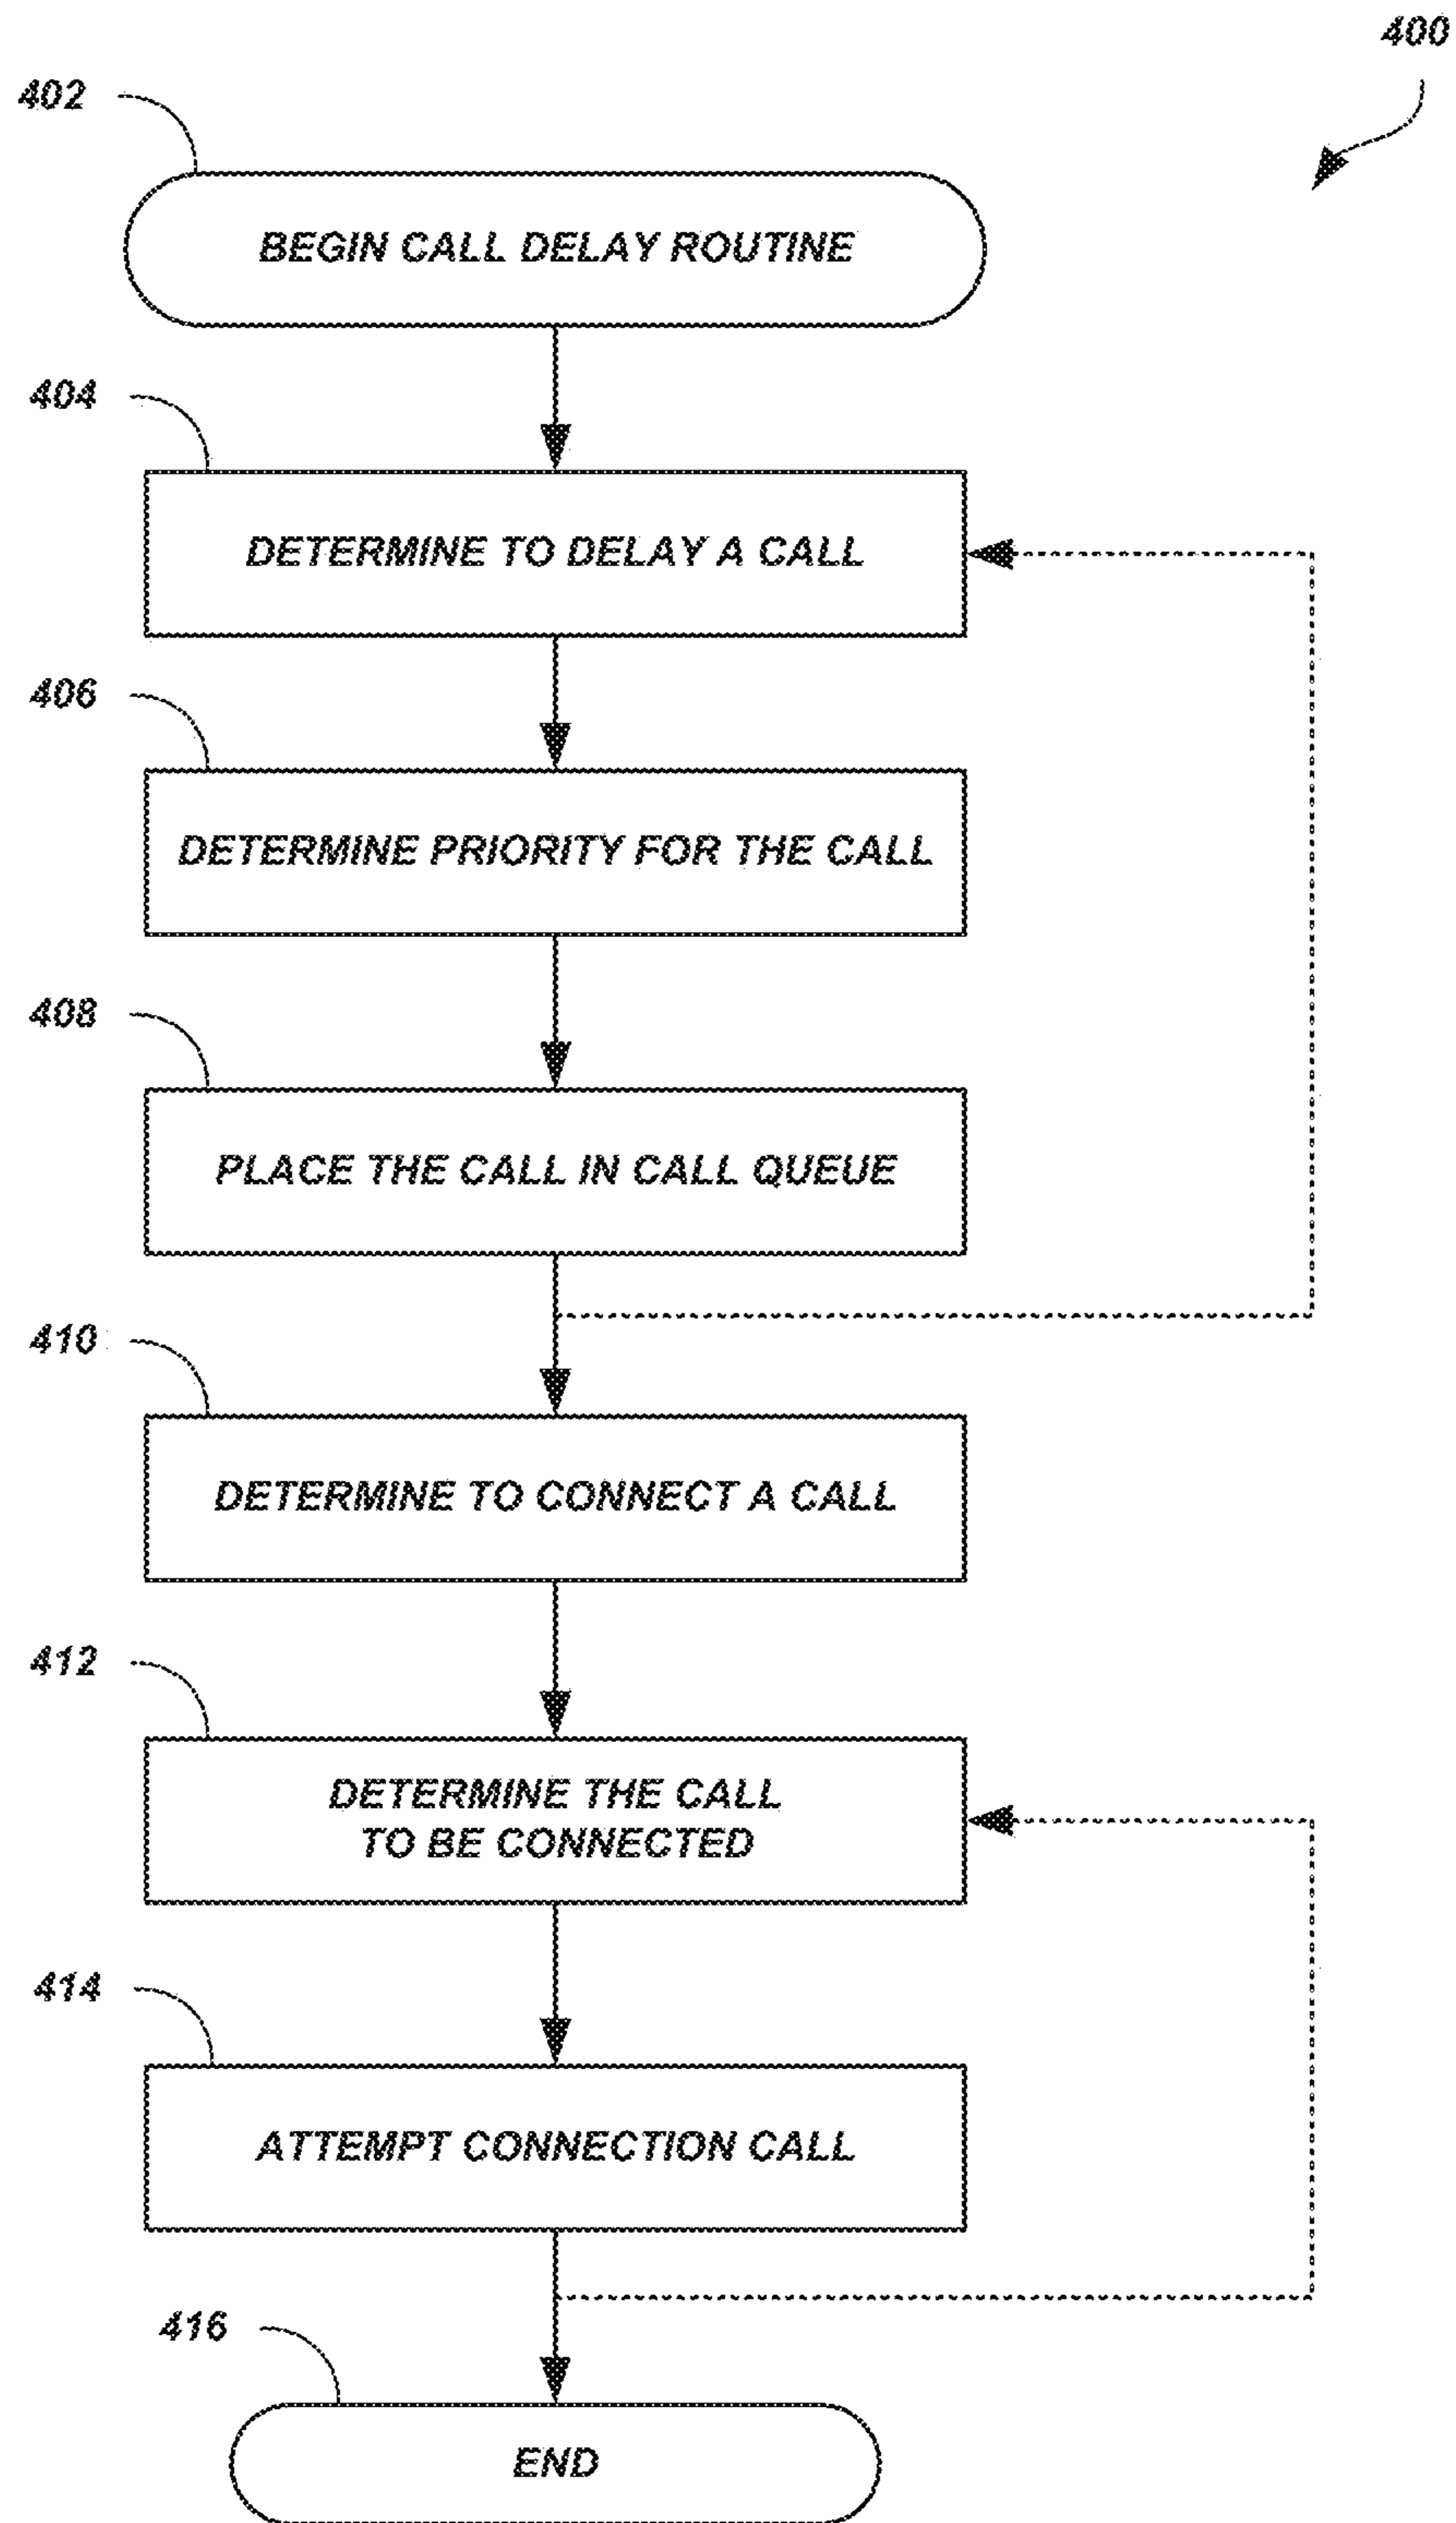 400
402
BEGIN CALL DELAY ROUTINE
404
DETERMINE TO DELAY A CALL
406
DETERMINE PRIORITY FOR THE CALL
408
PLACE THE CALL IN CALL QUEUE
410
DETERMINE TO CONNECT A CALL
412
DETERMINE THE CALL
TO BE CONNECTED
414
ATTEMPT CONNECTION CALL
416
END